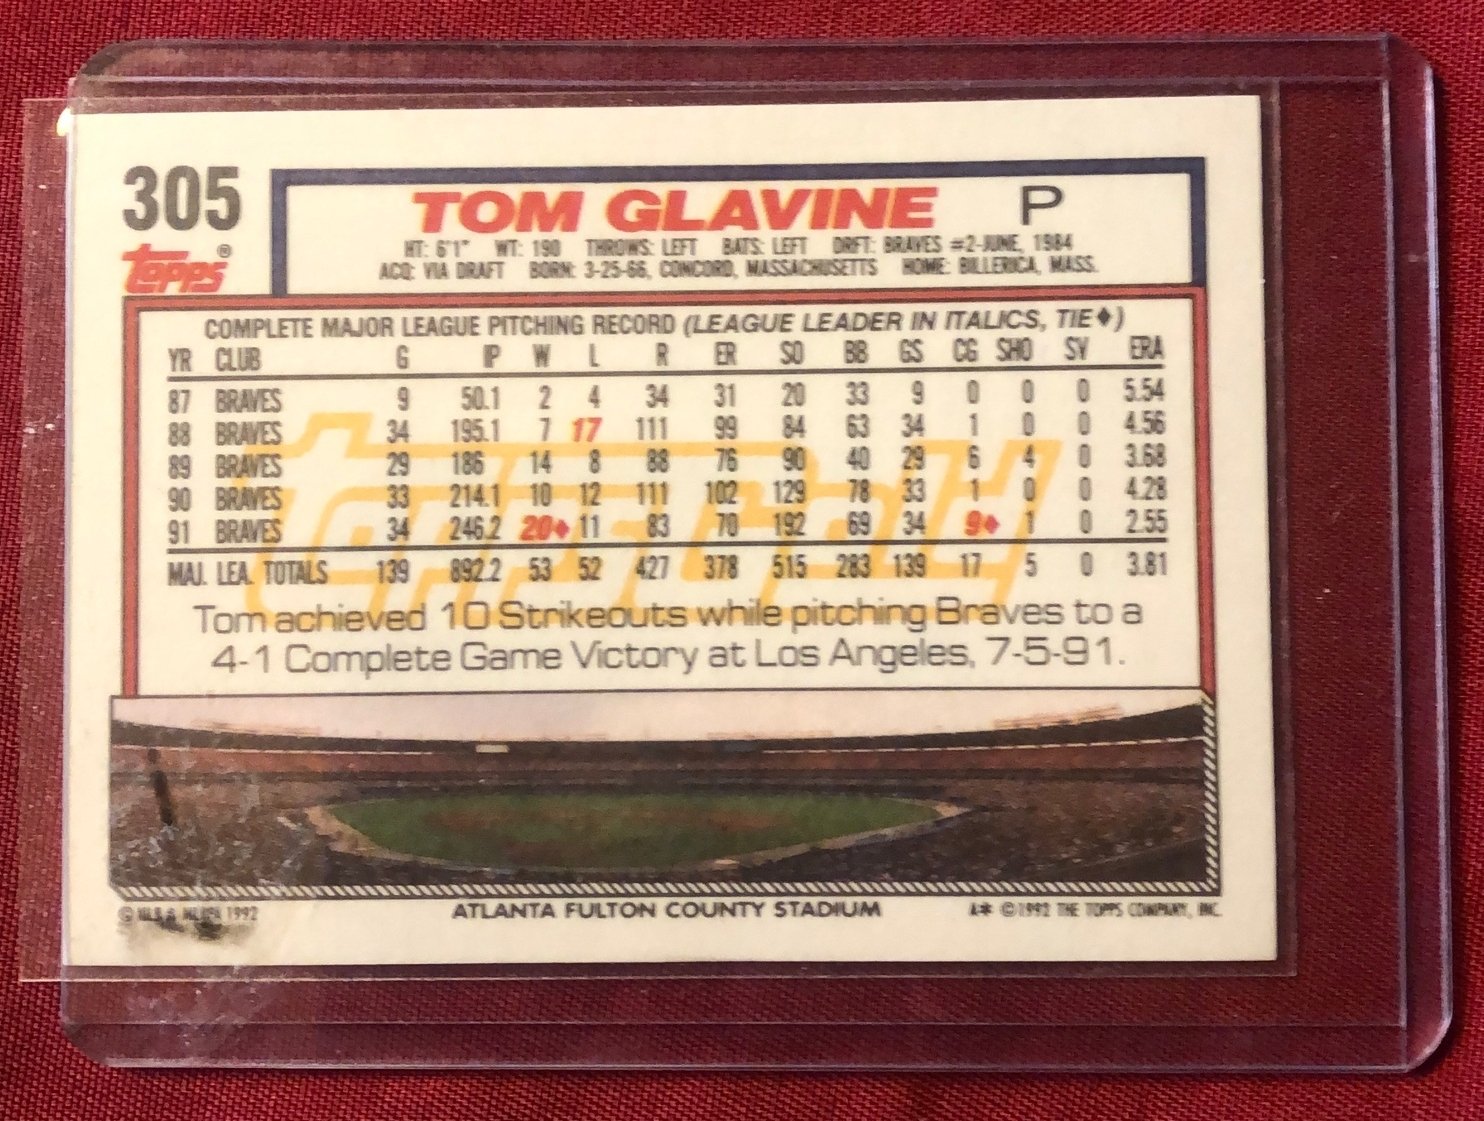 305
Topps®
TOM GLAVINE P
HT: 6'1" WT: 190 THROWS: LEFT BATS: LEFT DRFT: BRAVES #2-JUNE, 1984
ACQ: VIA DRAFT BORN: 3-25-66, CONCORD, MASSACHUSETTS HOME: BILLERICA, MASS.
COMPLETE MAJOR LEAGUE PITCHING RECORD (LEAGUE LEADER IN ITALICS, TIE♦)
YR CLUB G IP W L R ER SO BB GS CG SHO SV ERA
87 BRAVES 9 50.1 2 4 34 31 20 33 9 0 0 0 5.54
88 BRAVES 34 195.1 7 17 111 99 84 63 34 1 0 0 4.56
89 BRAVES 29 186 14 8 88 76 90 40 29 6 4 0 3.68
90 BRAVES 33 214.1 10 12 111 102 129 78 33 1 0 0 4.28
91 BRAVES 34 246.2 20♦ 11 83 70 192 69 34 9♦ 1 0 2.55
MAJ. LEA. TOTALS 139 892.2 53 52 427 378 515 283 139 17 5 0 3.81
ToppsGold
Tom achieved 10 Strikeouts while pitching Braves to a
4-1 Complete Game Victory at Los Angeles, 7-5-91.
© MLB & MLBPA 1992 ATLANTA FULTON COUNTY STADIUM A* ©1992 THE TOPPS COMPANY, INC.